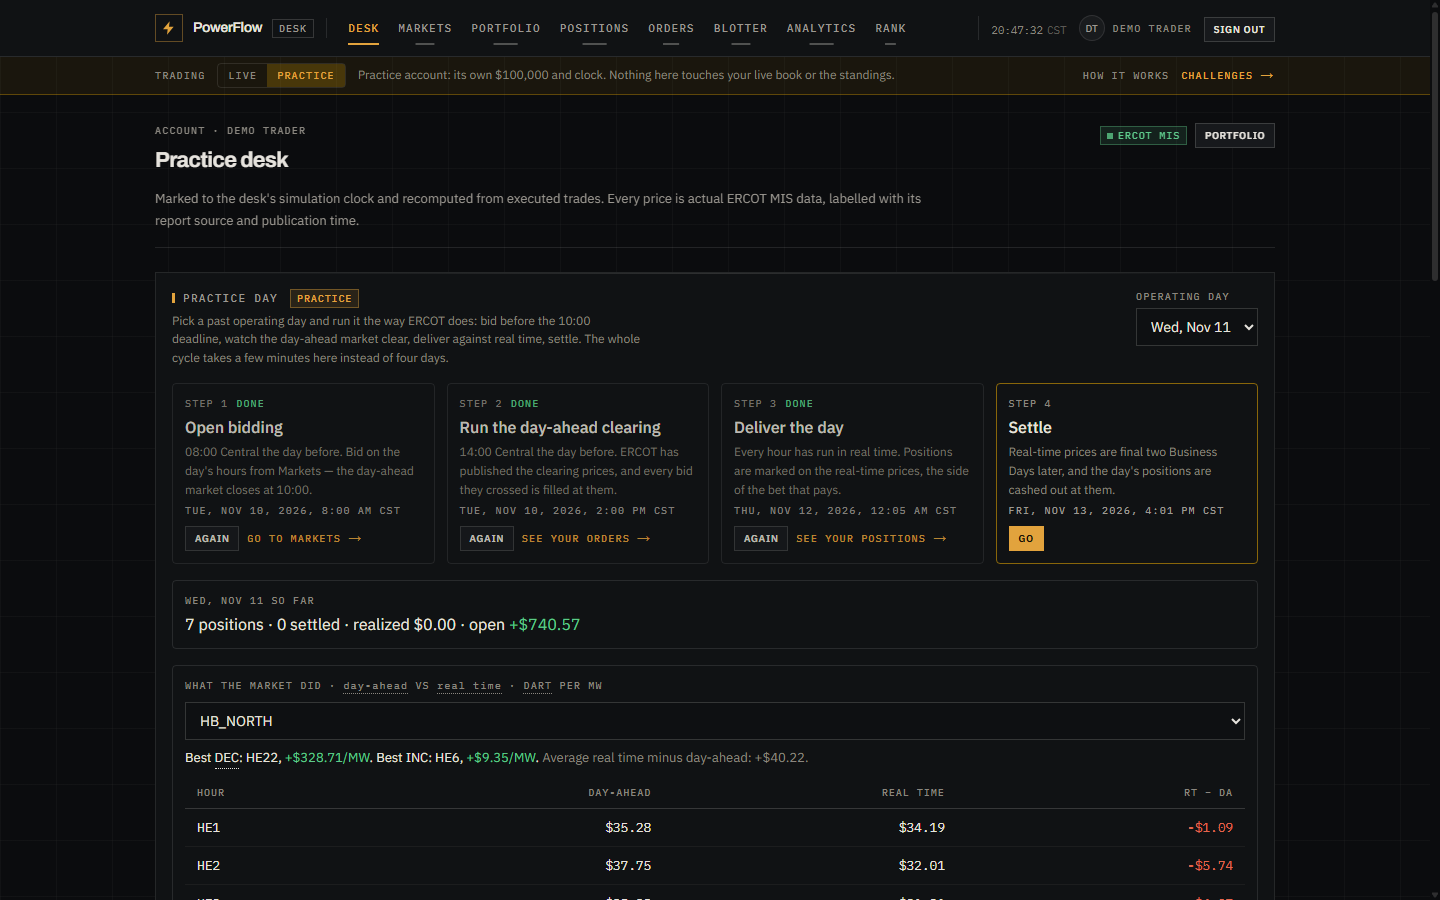 PowerFlow DESK DESK MARKETS PORTFOLIO POSITIONS ORDERS BLOTTER ANALYTICS RANK 20:47:32 CST DT DEMO TRADER SIGN OUT
TRADING LIVE PRACTICE Practice account: its own $100,000 and clock. Nothing here touches your live book or the standings. HOW IT WORKS CHALLENGES →
ACCOUNT · DEMO TRADER
ERCOT MIS PORTFOLIO
Practice desk
Marked to the desk's simulation clock and recomputed from executed trades. Every price is actual ERCOT MIS data, labelled with its
report source and publication time.
PRACTICE DAY PRACTICE
OPERATING DAY
Wed, Nov 11
Pick a past operating day and run it the way ERCOT does: bid before the 10:00
deadline, watch the day-ahead market clear, deliver against real time, settle. The whole
cycle takes a few minutes here instead of four days.
STEP 1 DONE
Open bidding
08:00 Central the day before. Bid on the
day's hours from Markets — the day-ahead
market closes at 10:00.
TUE, NOV 10, 2026, 8:00 AM CST
AGAIN GO TO MARKETS →
STEP 2 DONE
Run the day-ahead clearing
14:00 Central the day before. ERCOT has
published the clearing prices, and every bid
they crossed is filled at them.
TUE, NOV 10, 2026, 2:00 PM CST
AGAIN SEE YOUR ORDERS →
STEP 3 DONE
Deliver the day
Every hour has run in real time. Positions
are marked on the real-time prices, the side
of the bet that pays.
THU, NOV 12, 2026, 12:05 AM CST
AGAIN SEE YOUR POSITIONS →
STEP 4
Settle
Real-time prices are final two Business
Days later, and the day's positions are
cashed out at them.
FRI, NOV 13, 2026, 4:01 PM CST
GO
WED, NOV 11 SO FAR
7 positions · 0 settled · realized $0.00 · open +$740.57
WHAT THE MARKET DID · day-ahead VS real time · DART PER MW
HB_NORTH
Best DEC: HE22, +$328.71/MW. Best INC: HE6, +$9.35/MW. Average real time minus day-ahead: +$40.22.
HOUR DAY-AHEAD REAL TIME RT − DA
HE1 $35.28 $34.19 -$1.09
HE2 $37.75 $32.01 -$5.74